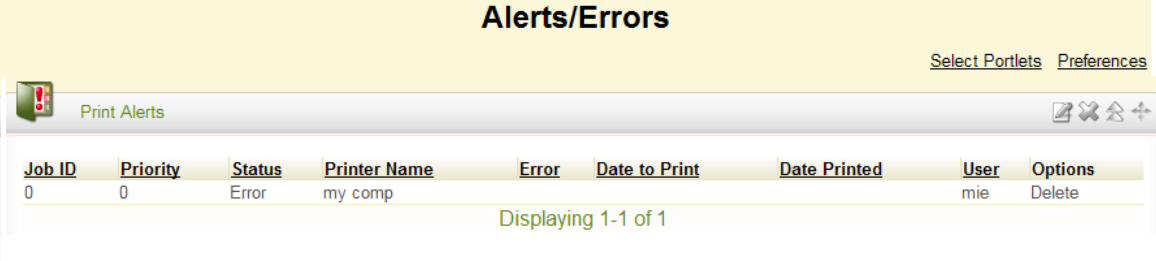 Alerts/Errors
Select Portlets Preferences
Print Alerts
Job ID Priority Status Printer Name Error Date to Print Date Printed User Options
0 0 Error my comp mie Delete
Displaying 1-1 of 1